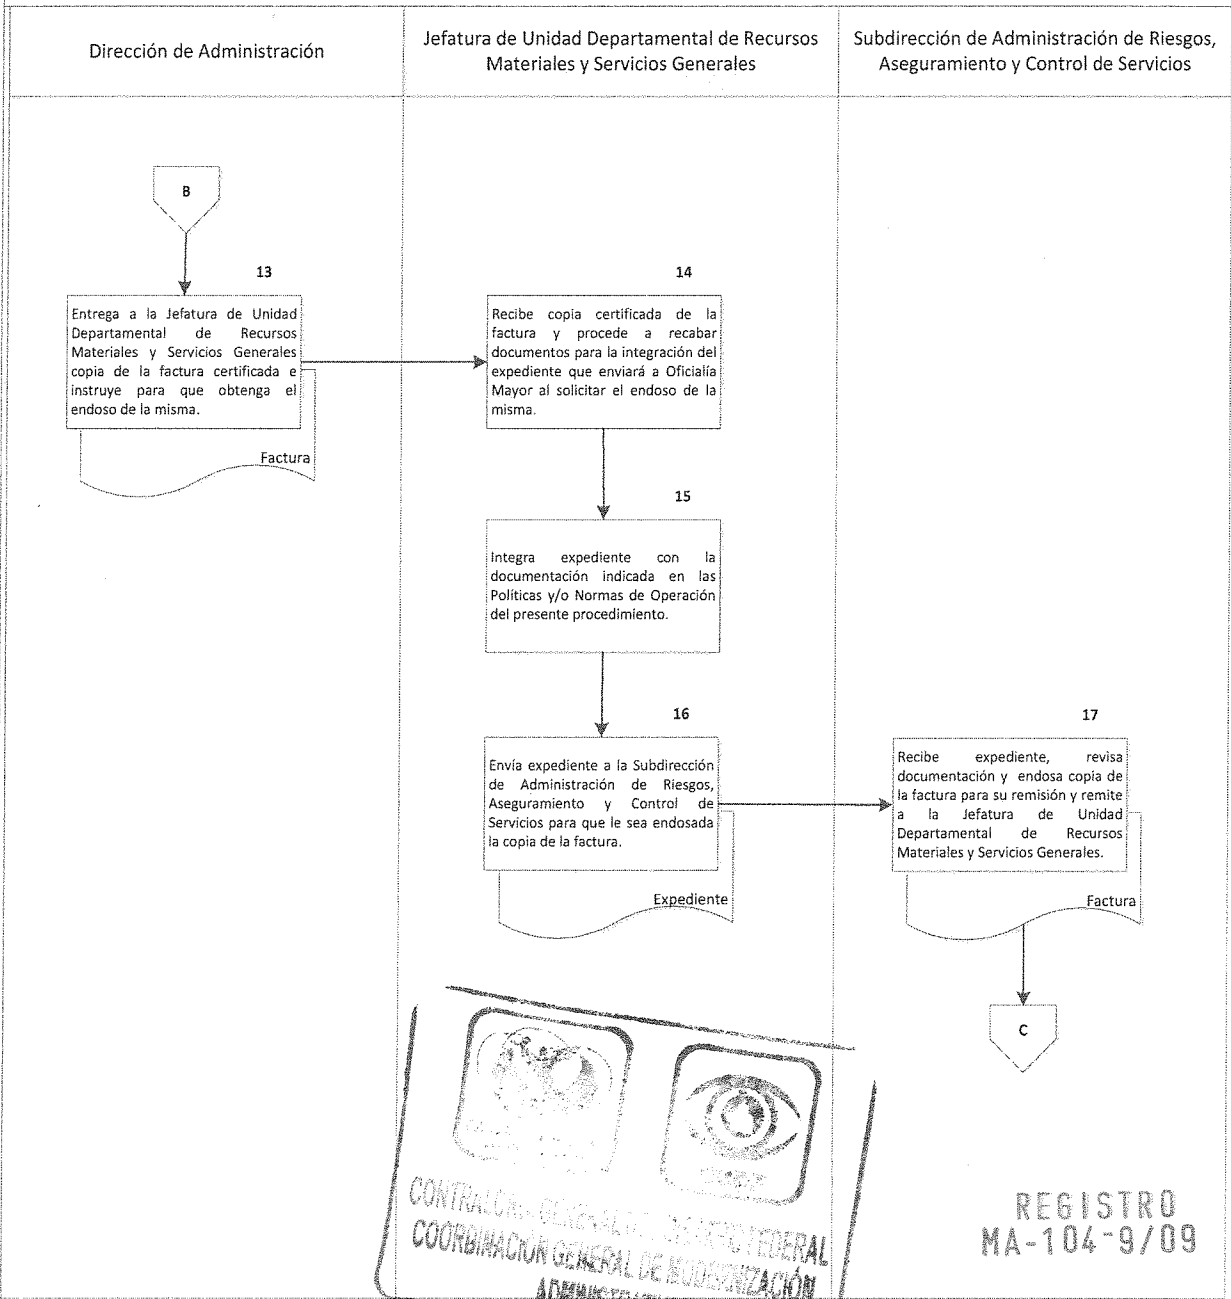 Dirección de Administración
Jefatura de Unidad Departamental de Recursos
Materiales y Servicios Generales
Subdirección de Administración de Riesgos,
Aseguramiento y Control de Servicios
B
13
Entrega a la Jefatura de Unidad
Departamental de Recursos
Materiales y Servicios Generales
copia de la factura certificada e
instruye para que obtenga el
endoso de la misma.
Factura
14
Recibe copia certificada de la
factura y procede a recabar
documentos para la integración del
expediente que enviará a Oficialía
Mayor al solicitar el endoso de la
misma.
15
Integra expediente con la
documentación indicada en las
Políticas y/o Normas de Operación
del presente procedimiento.
16
Envía expediente a la Subdirección
de Administración de Riesgos,
Aseguramiento y Control de
Servicios para que le sea endosada
la copia de la factura.
Expediente
17
Recibe expediente, revisa
documentación y endosa copia de
la factura para su remisión y remite
a la Jefatura de Unidad
Departamental de Recursos
Materiales y Servicios Generales.
Factura
C
GENERAL FEDERAL
COORDINACIÓN GENERAL DE MODERNIZACIÓN
REGISTRO
MA-104-9/09